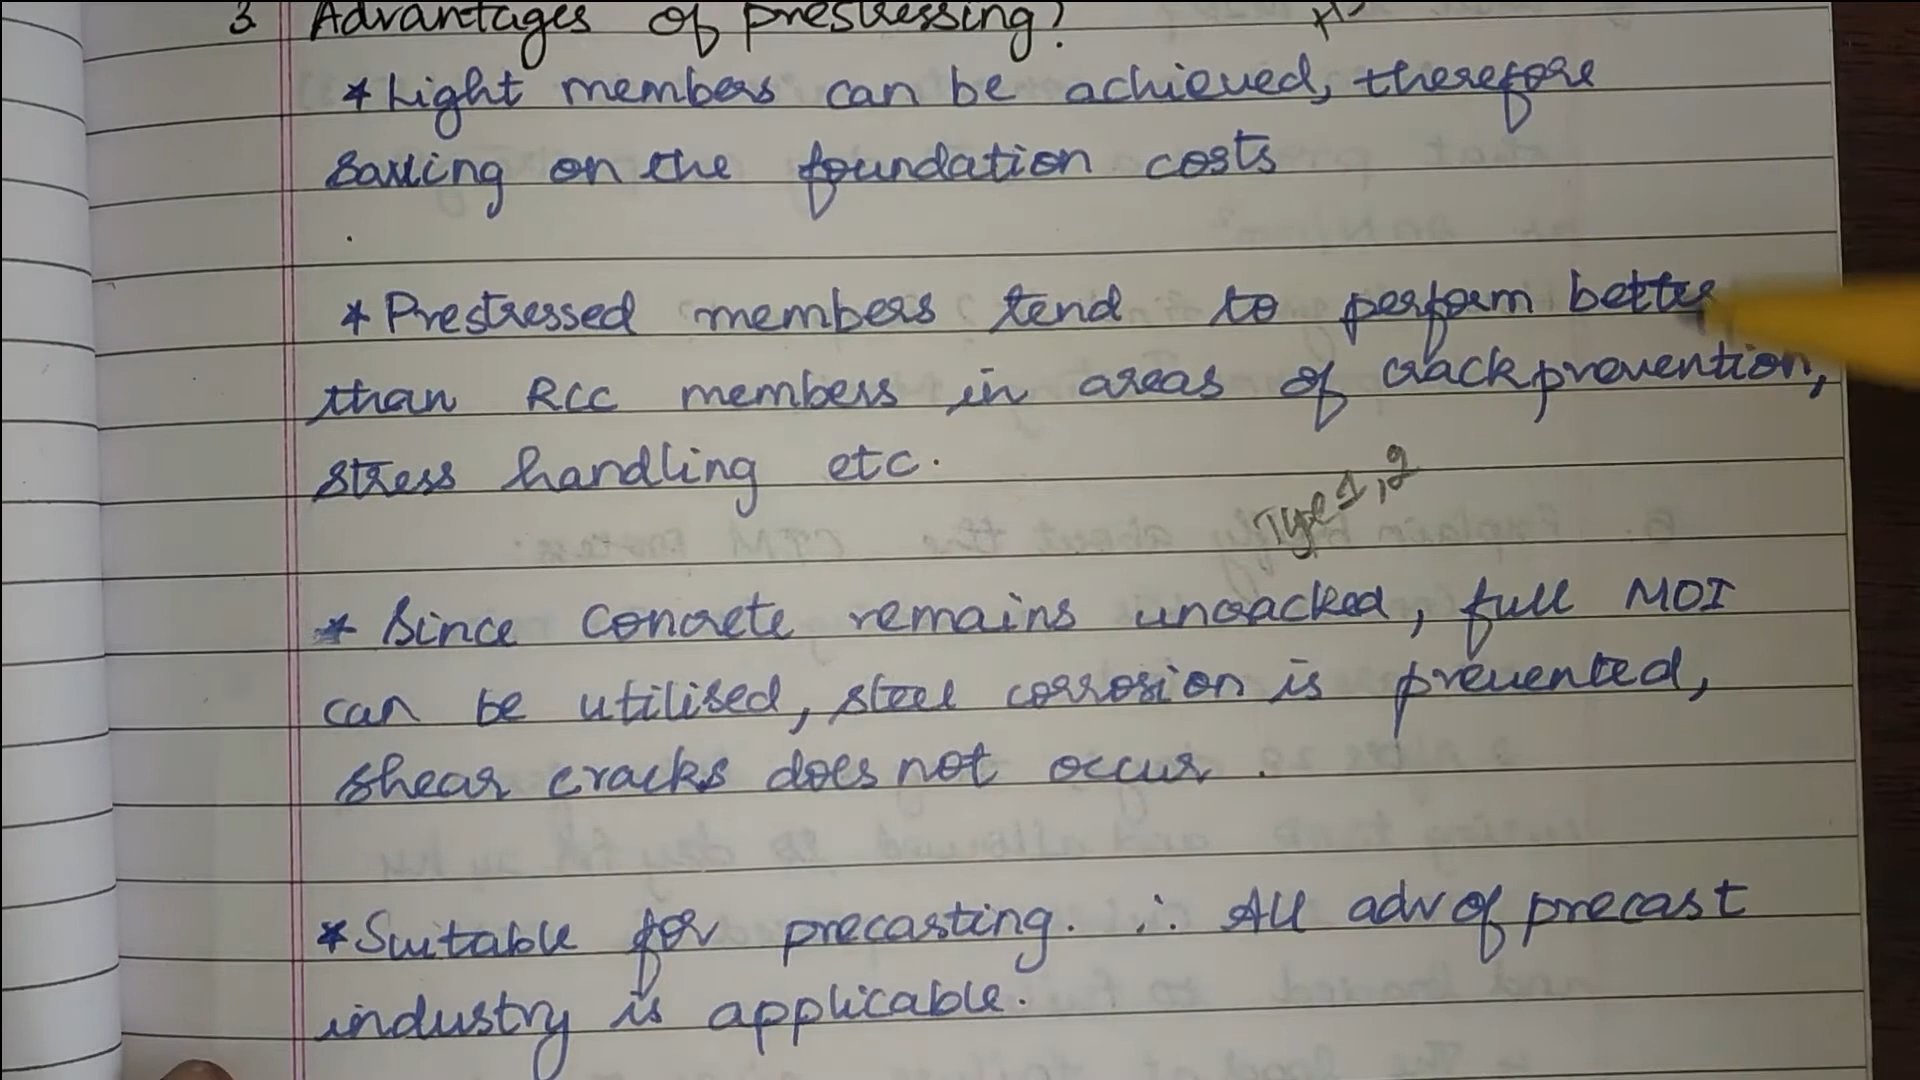 3 Advantages of prestressing?
* Light members can be achieved, therefore
saving on the foundation costs
* Prestressed members tend to perform better
than RCC members in areas of crack prevention,
stress handling etc.
Type 1,2
* Since concrete remains uncracked, full MOI
can be utilised, steel corrosion is prevented,
shear cracks does not occur.
* Suitable for precasting. ∴ All adv of precast
industry is applicable.